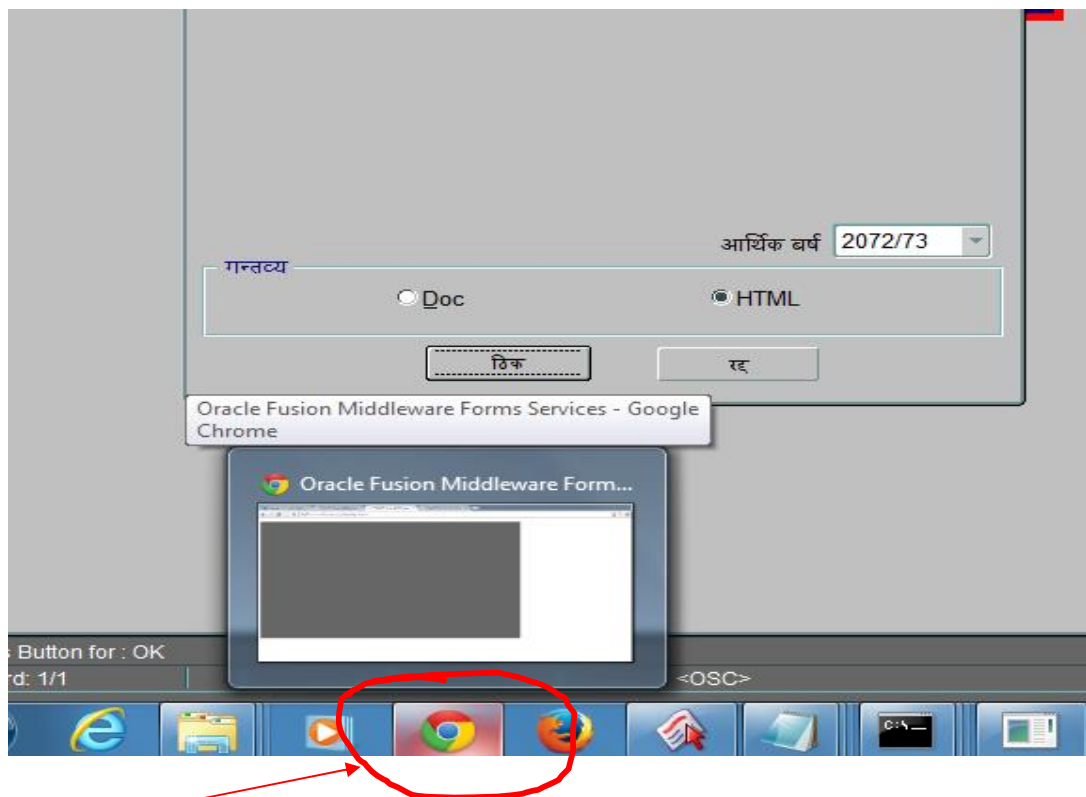 आर्थिक बर्ष 2072/73
गन्तव्य
Doc HTML
ठिक रद्द
Oracle Fusion Middleware Forms Services - Google
Chrome
Oracle Fusion Middleware Form...
Button for : OK
rd: 1/1 <OSC>
C:\_